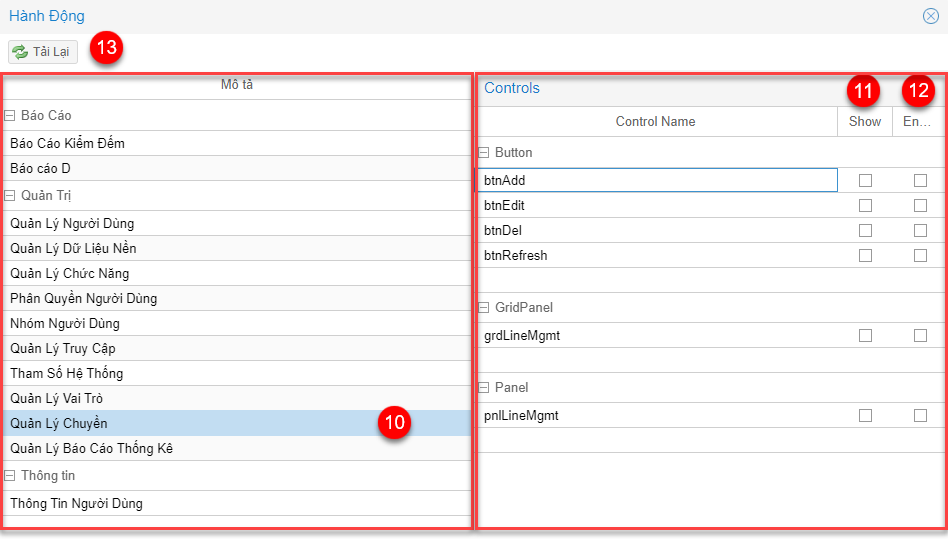 Hành Động
Tải Lại
13
Mô tả
Báo Cáo
Báo Cáo Kiểm Đếm
Báo cáo D
Quản Trị
Quản Lý Người Dùng
Quản Lý Dữ Liệu Nền
Quản Lý Chức Năng
Phân Quyền Người Dùng
Nhóm Người Dùng
Quản Lý Truy Cập
Tham Số Hệ Thống
Quản Lý Vai Trò
Quản Lý Chuyền
10
Quản Lý Báo Cáo Thống Kê
Thông tin
Thông Tin Người Dùng
Controls
11
12
Control Name
Show
En...
Button
btnAdd
btnEdit
btnDel
btnRefresh
GridPanel
grdLineMgmt
Panel
pnlLineMgmt